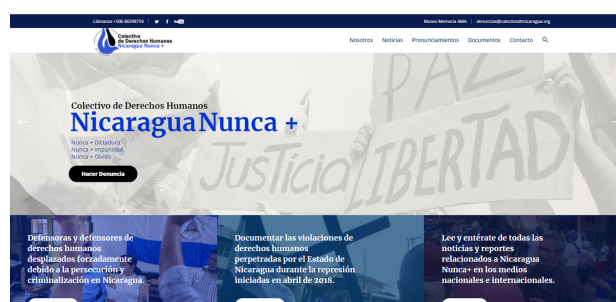 Llámanos +506 86390759
Museo Memoria AMA
denuncias@colectivodhnicaragua.org
Colectivo
de Derechos Humanos
Nicaragua Nunca +
Nosotros Noticias Pronunciamientos Documentos Contacto
PAZ
JUSTICIA
LIBERTAD
Colectivo de Derechos Humanos
Nicaragua Nunca +
Nunca + Dictadura
Nunca + Impunidad
Nunca + Olvido
Hacer Denuncia
Defensoras y defensores de
derechos humanos
desplazados forzadamente
debido a la persecución y
criminalización en Nicaragua.
Documentar las violaciones de
derechos humanos
perpetradas por el Estado de
Nicaragua durante la represión
iniciadas en abril de 2018.
Lee y entérate de todas las
noticias y reportes
relacionados a Nicaragua
Nunca+ en los medios
nacionales e internacionales.